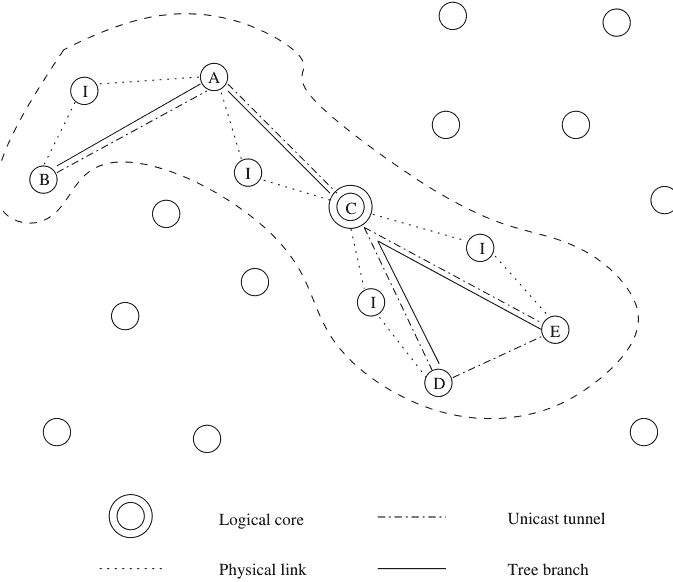 A
I
B
I
C
I
I
E
D
Logical core
Unicast tunnel
Physical link
Tree branch